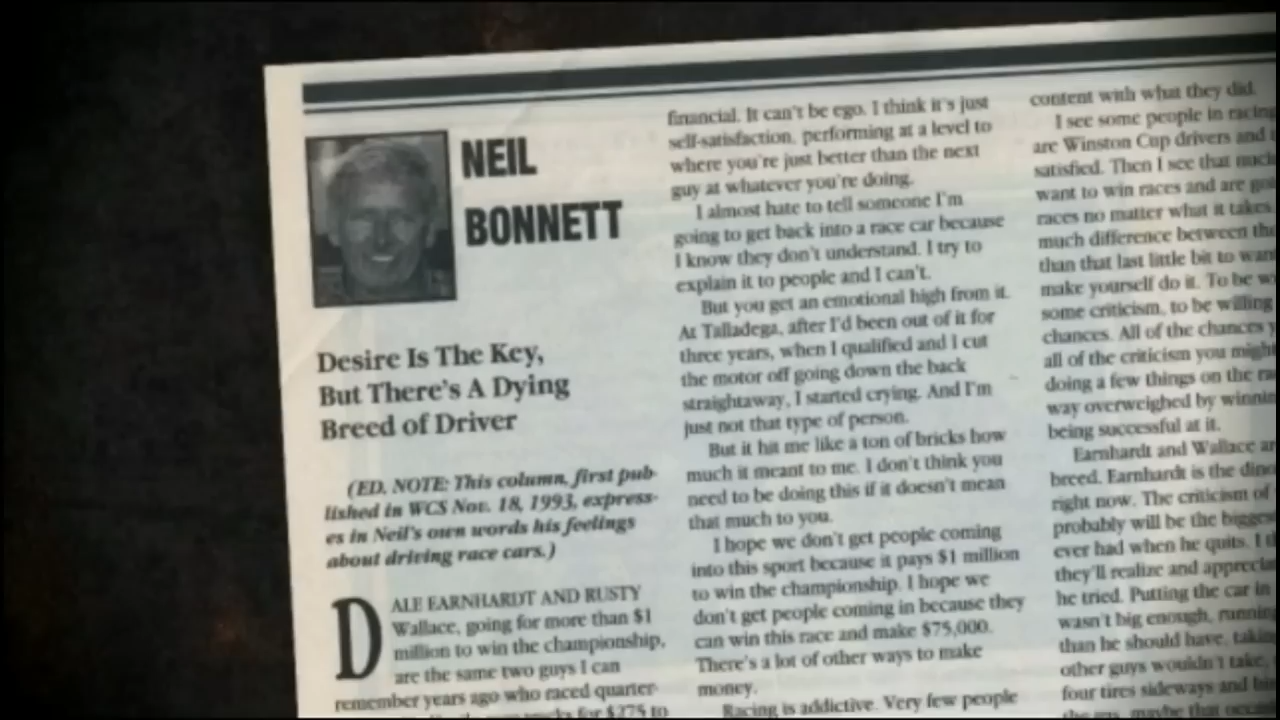 NEIL
BONNETT
Desire Is The Key,
But There's A Dying
Breed of Driver
(ED. NOTE: This column, first pub-
lished in WCS Nov. 18, 1993, express-
es in Neil's own words his feelings
about driving race cars.)
DALE EARNHARDT AND RUSTY
Wallace, going for more than $1
million to win the championship,
are the same two guys I can
remember years ago who raced quarter-
for $275 to
financial. It can't be ego. I think it's just
self-satisfaction, performing at a level to
where you're just better than the next
guy at whatever you're doing.
I almost hate to tell someone I'm
going to get back into a race car because
I know they don't understand. I try to
explain it to people and I can't.
But you get an emotional high from it.
At Talladega, after I'd been out of it for
three years, when I qualified and I cut
the motor off going down the back
straightaway, I started crying. And I'm
just not that type of person.
But it hit me like a ton of bricks how
much it meant to me. I don't think you
need to be doing this if it doesn't mean
that much to you.
I hope we don't get people coming
into this sport because it pays $1 million
to win the championship. I hope we
don't get people coming in because they
can win this race and make $75,000.
There's a lot of other ways to make
money.
Racing is addictive. Very few people
content with what they did.
I see some people in racing
are Winston Cup drivers and
satisfied. Then I see that
want to win races and are
races no matter what it takes.
much difference between the
than that last little bit to want
make yourself do it. To be
some criticism, to be willing
chances. All of the chances
all of the criticism you might
doing a few things on the
way overweighed by
being successful at it.
Earnhardt and Wallace
breed. Earnhardt is the
right now. The criticism of
probably will be the
ever had when he quits. I
they'll realize and
he tried. Putting the car in
wasn't big enough,
than he should have,
other guys wouldn't take,
four tires sideways and
maybe that